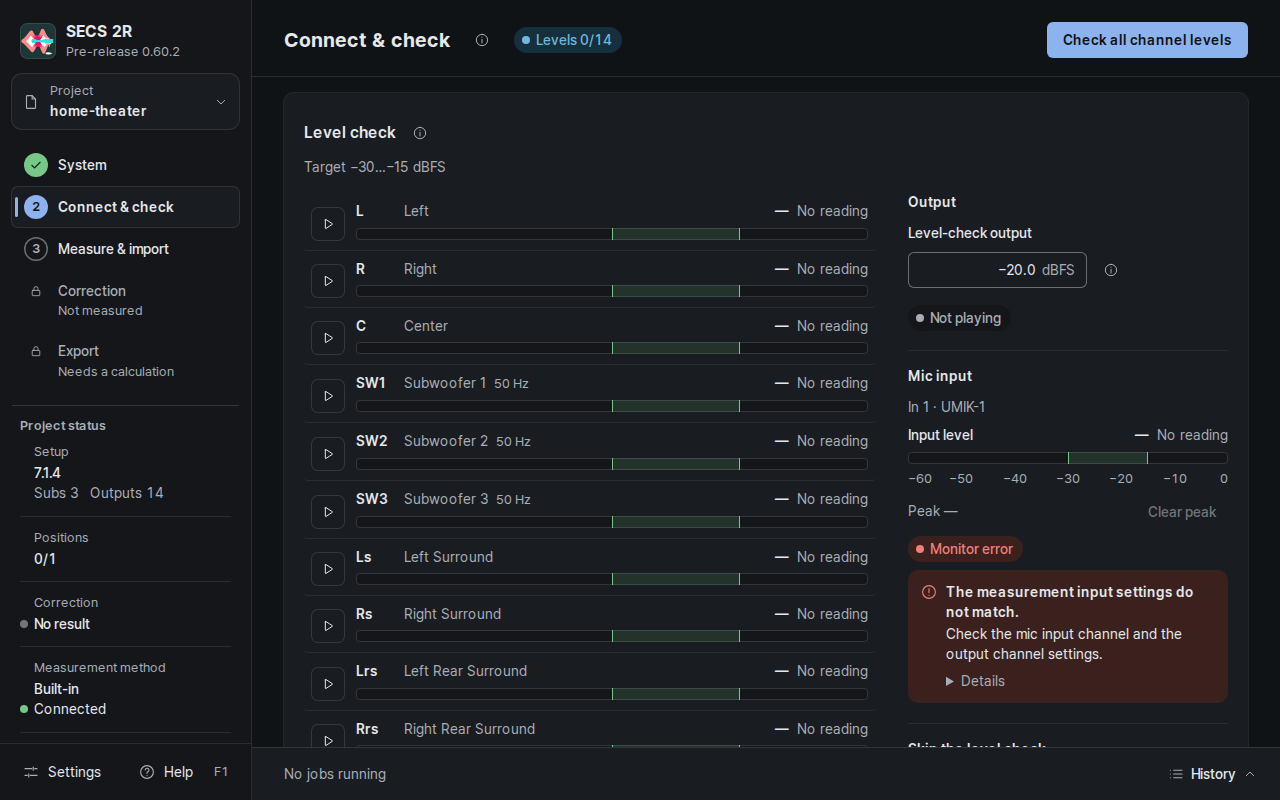 SECS 2R
Pre-release 0.60.2
Project
home-theater
System
2 Connect & check
3 Measure & import
Correction
Not measured
Export
Needs a calculation
Project status
Setup
7.1.4
Subs 3 Outputs 14
Positions
0/1
Correction
No result
Measurement method
Built-in
Connected
Settings
Help F1
Connect & check
Levels 0/14
Check all channel levels
Level check
Target −30…−15 dBFS
L Left — No reading
R Right — No reading
C Center — No reading
SW1 Subwoofer 1 50 Hz — No reading
SW2 Subwoofer 2 50 Hz — No reading
SW3 Subwoofer 3 50 Hz — No reading
Ls Left Surround — No reading
Rs Right Surround — No reading
Lrs Left Rear Surround — No reading
Rrs Right Rear Surround — No reading
Output
Level-check output
−20.0 dBFS
Not playing
Mic input
In 1 · UMIK-1
Input level — No reading
−60 −50 −40 −30 −20 −10 0
Peak — Clear peak
Monitor error
The measurement input settings do
not match.
Check the mic input channel and the
output channel settings.
Details
Skip the level check
No jobs running
History